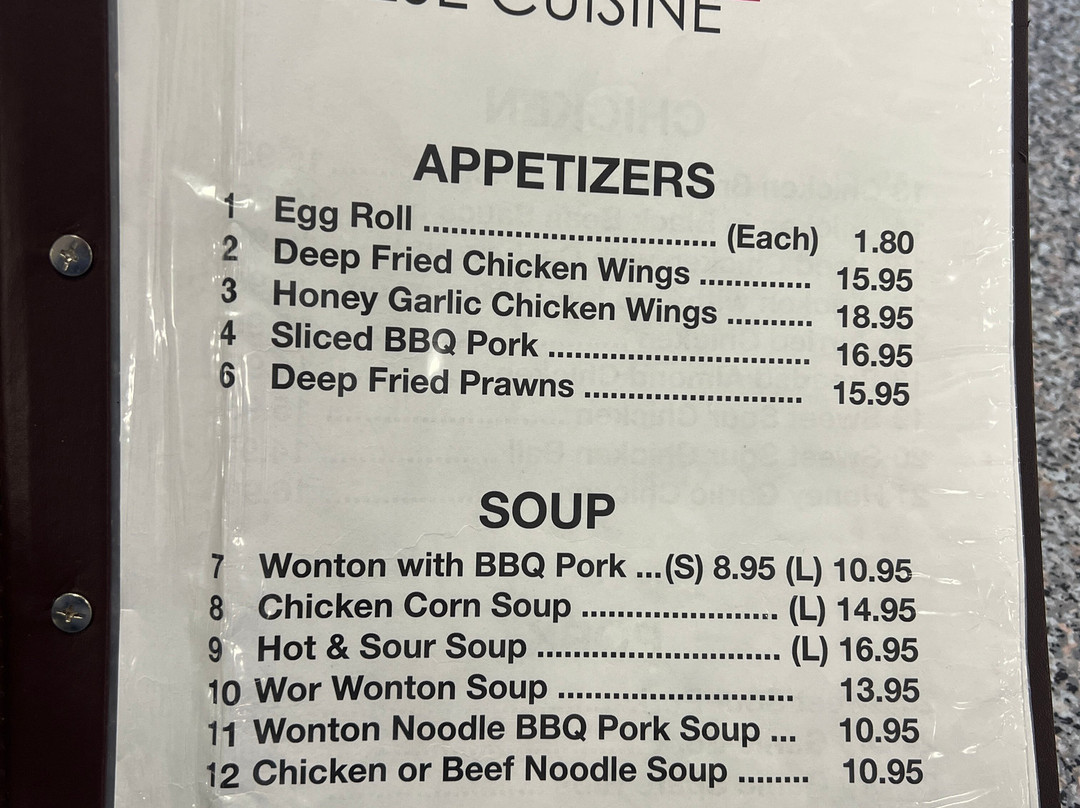 CUISINE
APPETIZERS
1 Egg Roll .................................. (Each) 1.80
2 Deep Fried Chicken Wings ............. 15.95
3 Honey Garlic Chicken Wings .......... 18.95
4 Sliced BBQ Pork .............................. 16.95
6 Deep Fried Prawns ......................... 15.95
SOUP
7 Wonton with BBQ Pork ...(S) 8.95 (L) 10.95
8 Chicken Corn Soup ....................... (L) 14.95
9 Hot & Sour Soup ............................ (L) 16.95
10 Wor Wonton Soup ........................... 13.95
11 Wonton Noodle BBQ Pork Soup ... 10.95
12 Chicken or Beef Noodle Soup ........ 10.95